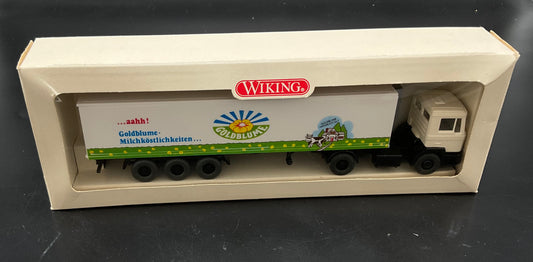 WIKING®
...aahh!
Goldblume-
Milchköstlichkeiten...
GOLDBLUME